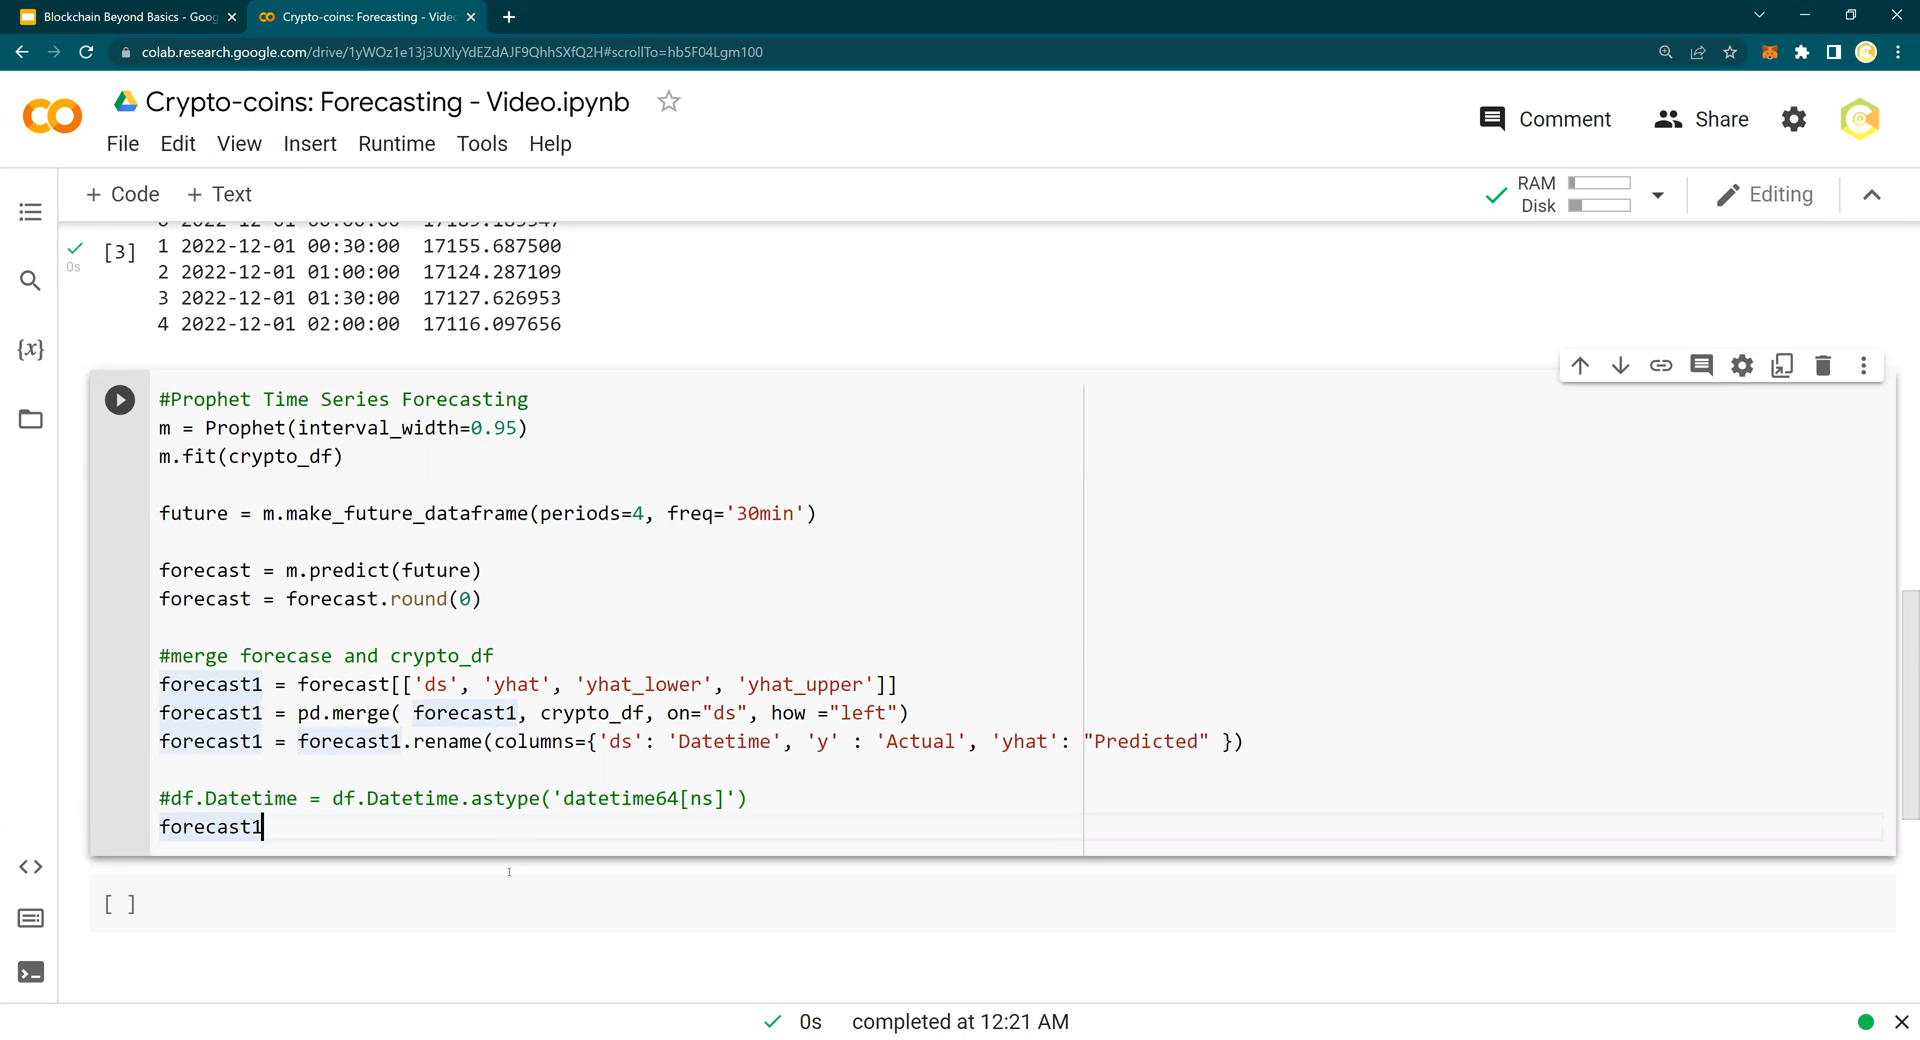 Blockchain Beyond Basics - Goog
Crypto-coins: Forecasting - Video
colab.research.google.com/drive/1yWOz1e13j3UXIyYdEZdAJF9QhhSXfQ2H#scrollTo=hb5F04Lgm100
Crypto-coins: Forecasting - Video.ipynb
Comment
Share
File Edit View Insert Runtime Tools Help
+ Code + Text
RAM
Disk
Editing
[3]
0s
1 2022-12-01 00:30:00 17155.687500
2 2022-12-01 01:00:00 17124.287109
3 2022-12-01 01:30:00 17127.626953
4 2022-12-01 02:00:00 17116.097656
{x}
#Prophet Time Series Forecasting
m = Prophet(interval_width=0.95)
m.fit(crypto_df)
future = m.make_future_dataframe(periods=4, freq='30min')
forecast = m.predict(future)
forecast = forecast.round(0)
#merge forecase and crypto_df
forecast1 = forecast[['ds', 'yhat', 'yhat_lower', 'yhat_upper']]
forecast1 = pd.merge( forecast1, crypto_df, on="ds", how ="left")
forecast1 = forecast1.rename(columns={'ds': 'Datetime', 'y' : 'Actual', 'yhat': "Predicted" })
#df.Datetime = df.Datetime.astype('datetime64[ns]')
forecast1
[ ]
0s completed at 12:21 AM